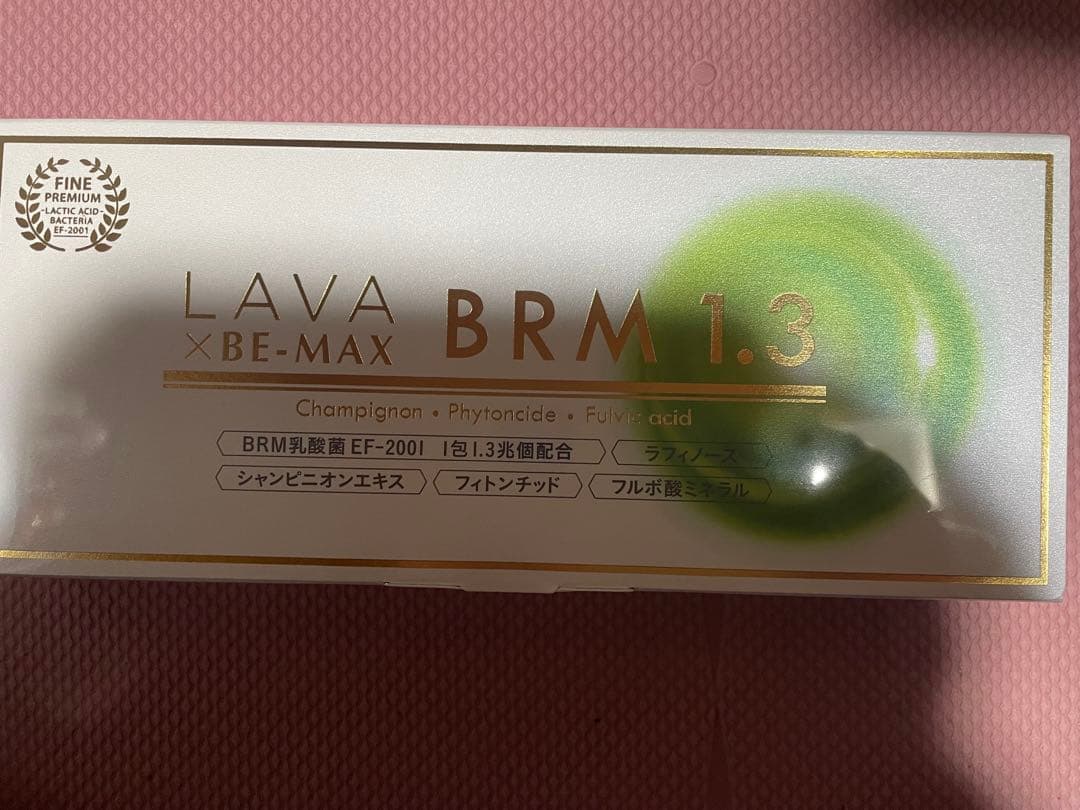 FINE
PREMIUM
-LACTIC ACID-
BACTERiA
EF-2001
LAVA
×BE-MAX
BRM 1.3
Champignon • Phytoncide • Fulvic acid
BRM乳酸菌 EF-2001 1包1.3兆個配合
ラフィノース
シャンピニオンエキス
フィトンチッド
フルボ酸ミネラル